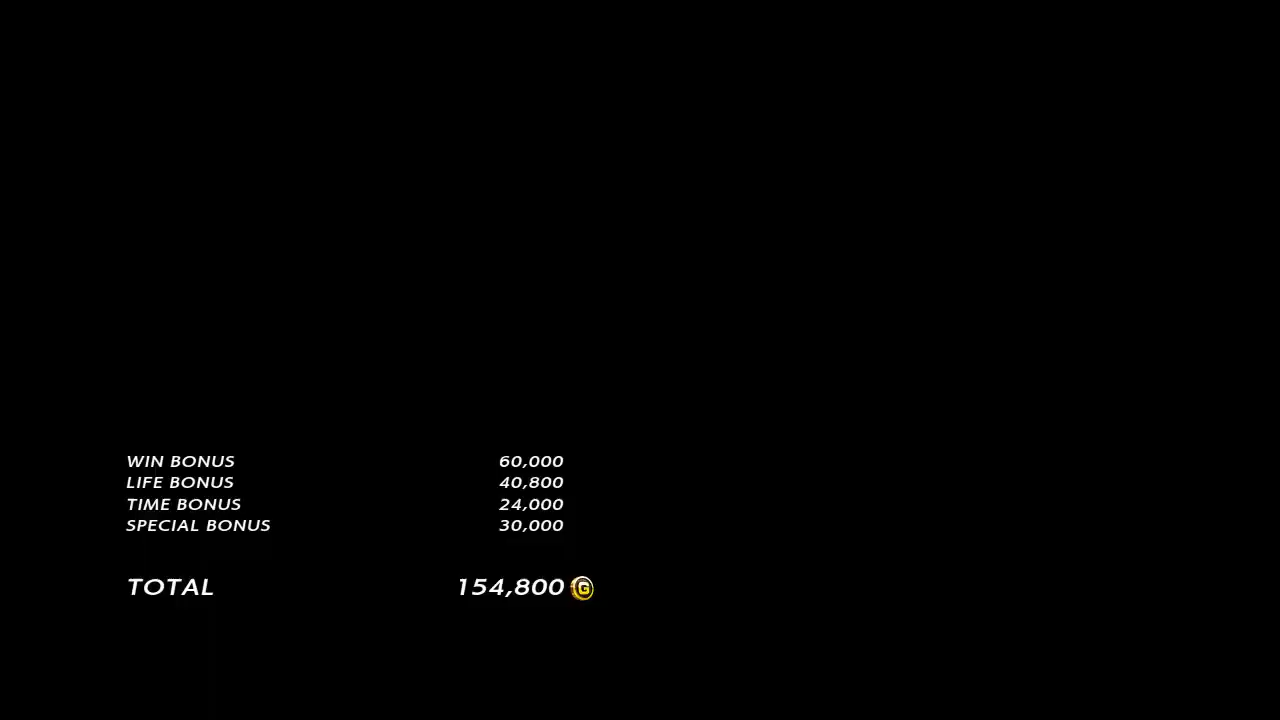 WIN BONUS 60,000
LIFE BONUS 40,800
TIME BONUS 24,000
SPECIAL BONUS 30,000
TOTAL 154,800 G